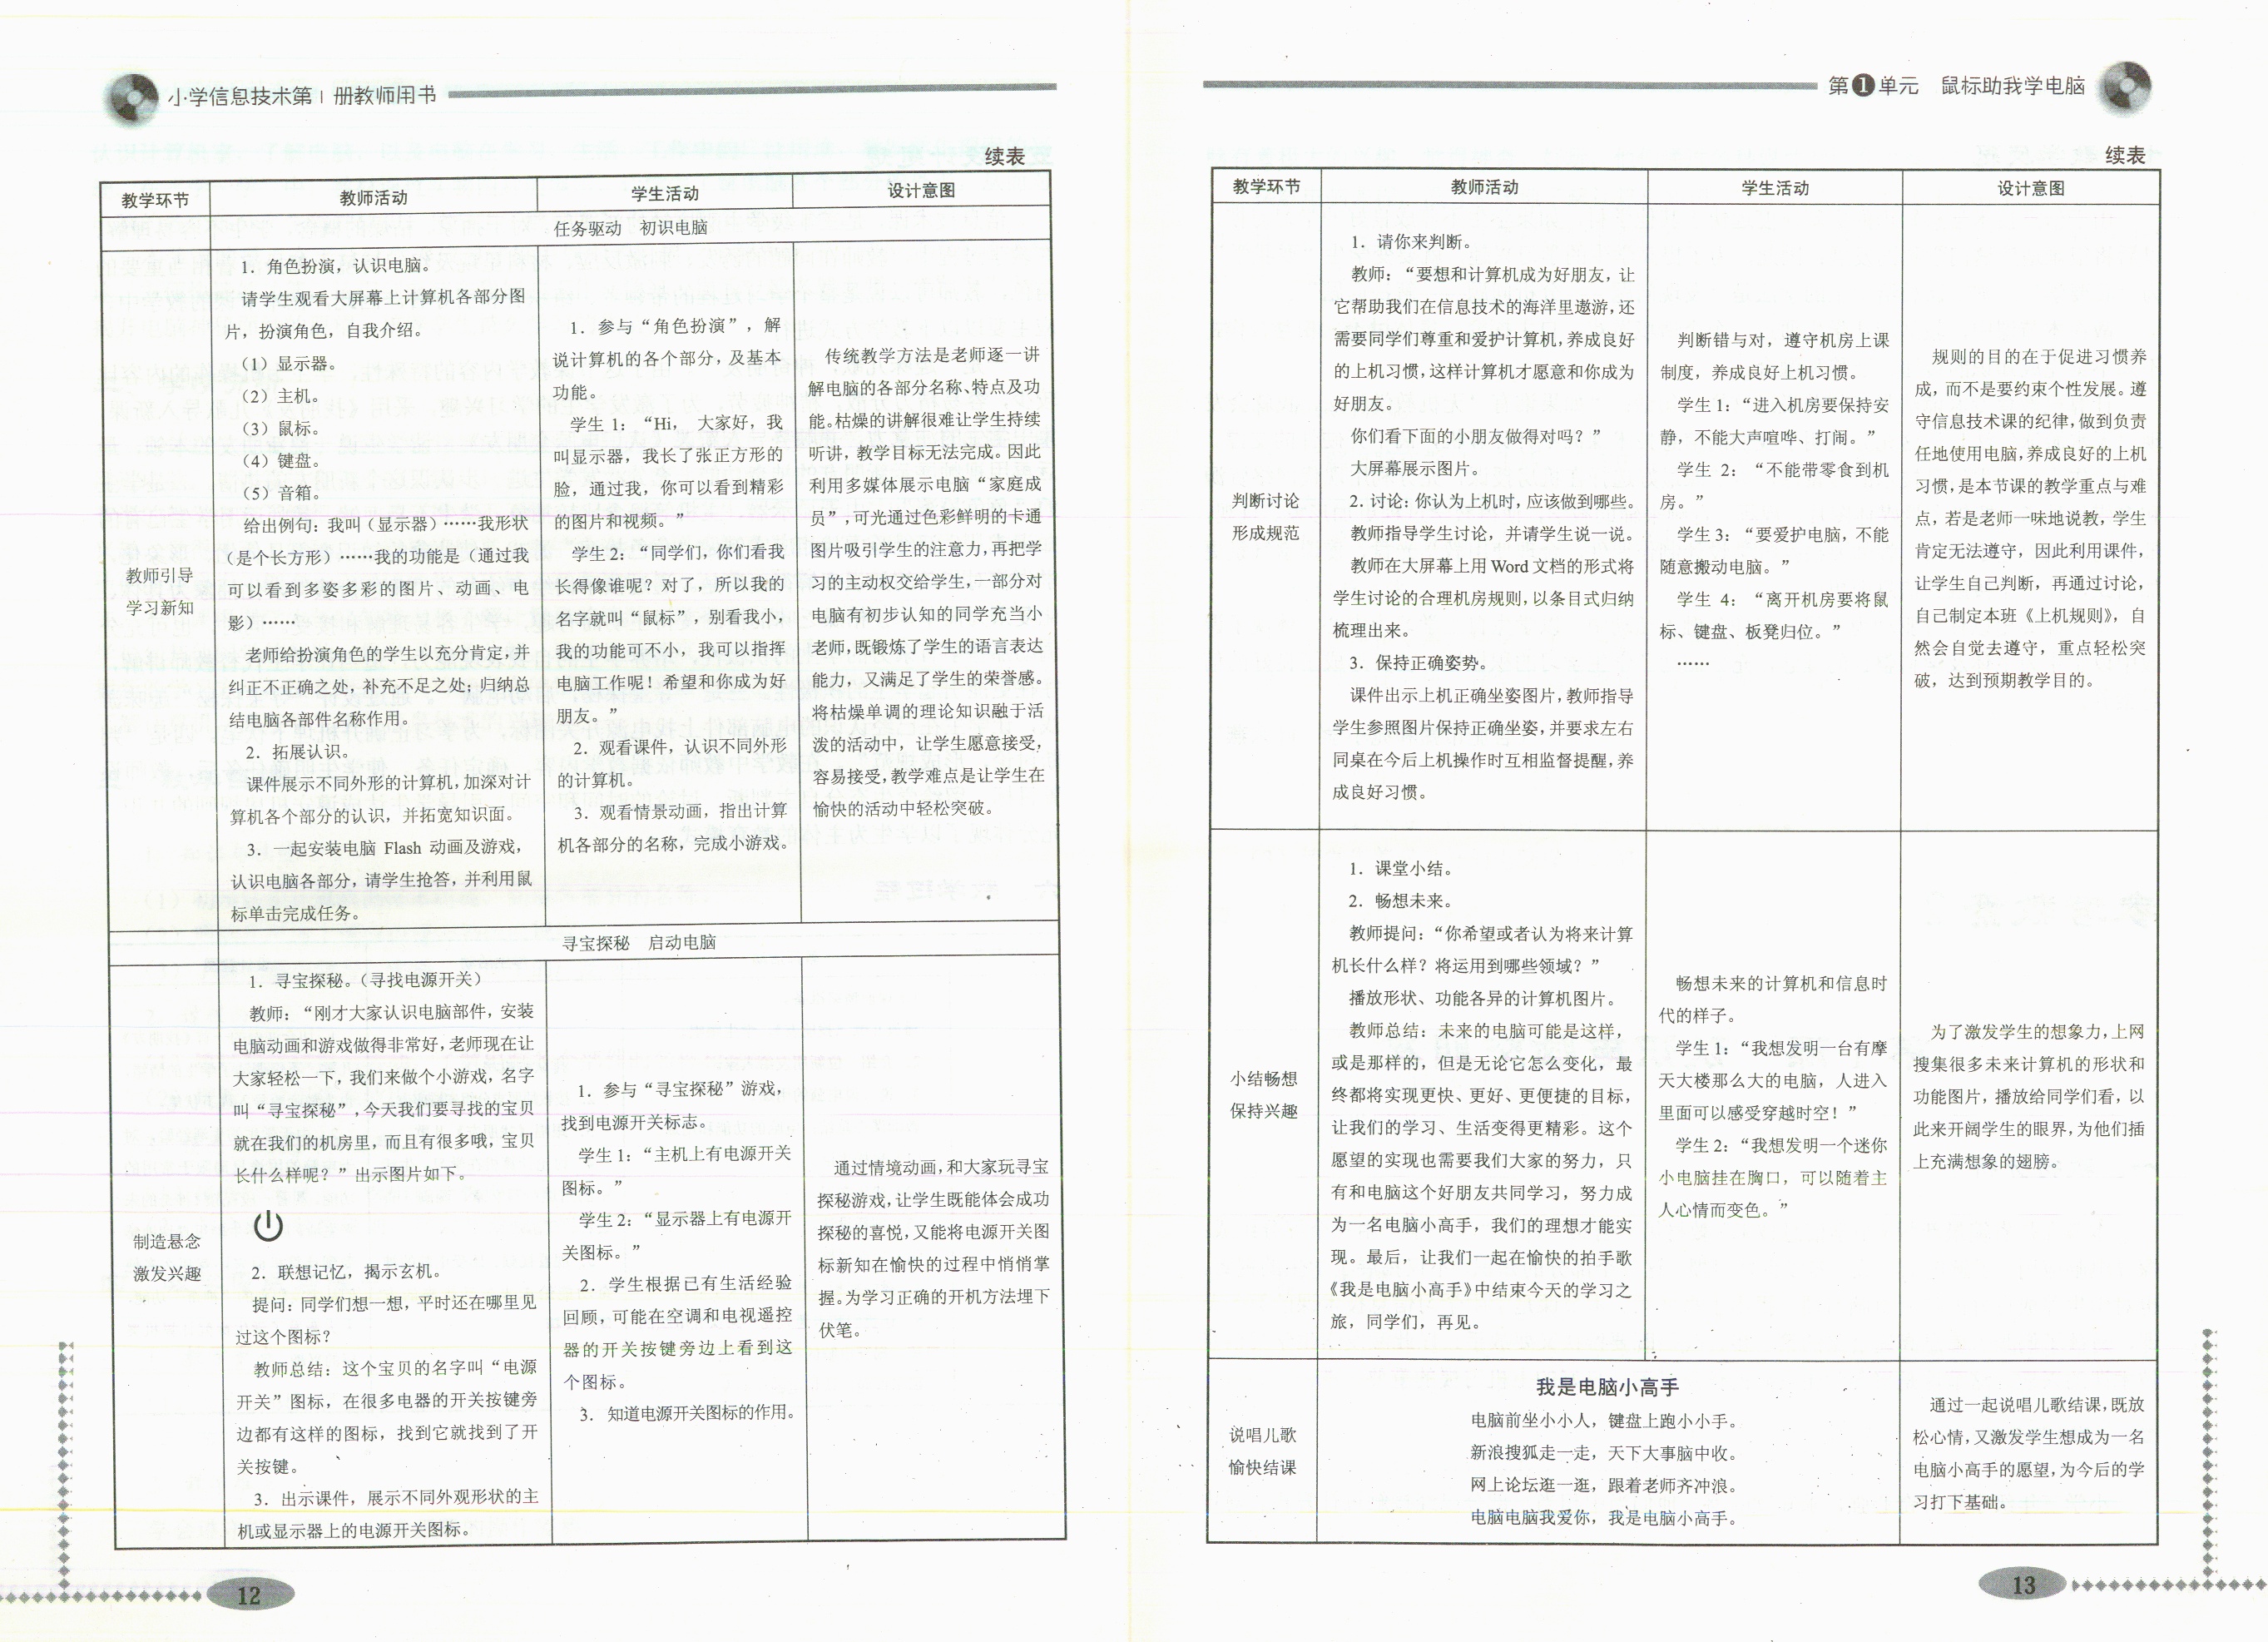 小学信息技术第1册教师用书
续表
教学环节 教师活动 学生活动 设计意图
任务驱动 初识电脑
教师引导
学习新知
1．角色扮演，认识电脑。
请学生观看大屏幕上计算机各部分图
片，扮演角色，自我介绍。
（1）显示器。
（2）主机。
（3）鼠标。
（4）键盘。
（5）音箱。
给出例句：我叫（显示器）……我形状
（是个长方形）……我的功能是（通过我
可以看到多姿多彩的图片、动画、电
影）……
老师给扮演角色的学生以充分肯定，并
纠正不正确之处，补充不足之处；归纳总
结电脑各部件名称作用。
2．拓展认识。
课件展示不同外形的计算机，加深对计
算机各个部分的认识，并拓宽知识面。
3．一起安装电脑 Flash 动画及游戏，
认识电脑各部分，请学生抢答，并利用鼠
标单击完成任务。
1．参与“角色扮演”，解
说计算机的各个部分，及基本
功能。
学生 1：“Hi， 大家好，我
叫显示器，我长了张正方形的
脸，通过我，你可以看到精彩
的图片和视频。”
学生2：“同学们，你们看我
长得像谁呢？对了，所以我的
名字就叫“鼠标”，别看我小，
我的功能可不小，我可以指挥
电脑工作呢！希望和你成为好
朋友。”
2．观看课件，认识不同外形
的计算机。
3．观看情景动画，指出计算
机各部分的名称，完成小游戏。
传统教学方法是老师逐一讲
解电脑的各部分名称、特点及功
能。枯燥的讲解很难让学生持续
听讲，教学目标无法完成。因此
利用多媒体展示电脑“家庭成
员”，可光通过色彩鲜明的卡通
图片吸引学生的注意力，再把学
习的主动权交给学生，一部分对
电脑有初步认知的同学充当小
老师，既锻炼了学生的语言表达
能力，又满足了学生的荣誉感。
将枯燥单调的理论知识融于活
泼的活动中，让学生愿意接受，
容易接受，教学难点是让学生在
愉快的活动中轻松突破。
寻宝探秘 启动电脑
制造悬念
激发兴趣
1．寻宝探秘。（寻找电源开关）
教师：“刚才大家认识电脑部件，安装
电脑动画和游戏做得非常好，老师现在让
大家轻松一下，我们来做个小游戏，名字
叫“寻宝探秘”，今天我们要寻找的宝贝
就在我们的机房里，而且有很多哦，宝贝
长什么样呢？”出示图片如下。
2．联想记忆，揭示玄机。
提问：同学们想一想，平时还在哪里见
过这个图标？
教师总结：这个宝贝的名字叫“电源
开关”图标，在很多电器的开关按键旁
边都有这样的图标，找到它就找到了开
关按键。
3．出示课件，展示不同外观形状的主
机或显示器上的电源开关图标。
1．参与“寻宝探秘”游戏，
找到电源开关标志。
学生1：“主机上有电源开关
图标。”
学生2：“显示器上有电源开
关图标。”
2．学生根据已有生活经验
回顾，可能在空调和电视遥控
器的开关按键旁边上看到这
个图标。
3．知道电源开关图标的作用。
通过情境动画，和大家玩寻宝
探秘游戏，让学生既能体会成功
探秘的喜悦，又能将电源开关图
标新知在愉快的过程中悄悄掌
握。为学习正确的开机方法埋下
伏笔。
12
第1单元 鼠标助我学电脑
续表
教学环节 教师活动 学生活动 设计意图
判断讨论
形成规范
1．请你来判断。
教师：“要想和计算机成为好朋友，让
它帮助我们在信息技术的海洋里遨游，还
需要同学们尊重和爱护计算机，养成良好
的上机习惯，这样计算机才愿意和你成为
好朋友。
你们看下面的小朋友做得对吗？”
大屏幕展示图片。
2．讨论：你认为上机时，应该做到哪些。
教师指导学生讨论，并请学生说一说。
教师在大屏幕上用 Word 文档的形式将
学生讨论的合理机房规则，以条目式归纳
梳理出来。
3．保持正确姿势。
课件出示上机正确坐姿图片，教师指导
学生参照图片保持正确坐姿，并要求左右
同桌在今后上机操作时互相监督提醒，养
成良好习惯。
判断错与对，遵守机房上课
制度，养成良好上机习惯。
学生1：“进入机房要保持安
静，不能大声喧哗、打闹。”
学生 2：“不能带零食到机
房。”
学生3：“要爱护电脑，不能
随意搬动电脑。”
学生 4：“离开机房要将鼠
标、键盘、板凳归位。”
……
规则的目的在于促进习惯养
成，而不是要约束个性发展。遵
守信息技术课的纪律，做到负责
任地使用电脑，养成良好的上机
习惯，是本节课的教学重点与难
点，若是老师一味地说教，学生
肯定无法遵守，因此利用课件，
让学生自己判断，再通过讨论，
自己制定本班《上机规则》，自
然会自觉去遵守，重点轻松突
破，达到预期教学目的。
小结畅想
保持兴趣
1．课堂小结。
2．畅想未来。
教师提问：“你希望或者认为将来计算
机长什么样？将运用到哪些领域？”
播放形状、功能各异的计算机图片。
教师总结：未来的电脑可能是这样，
或是那样的，但是无论它怎么变化，最
终都将实现更快、更好、更便捷的目标，
让我们的学习、生活变得更精彩。这个
愿望的实现也需要我们大家的努力，只
有和电脑这个好朋友共同学习，努力成
为一名电脑小高手，我们的理想才能实
现。最后，让我们一起在愉快的拍手歌
《我是电脑小高手》中结束今天的学习之
旅，同学们，再见。
畅想未来的计算机和信息时
代的样子。
学生1：“我想发明一台有摩
天大楼那么大的电脑，人进入
里面可以感受穿越时空！”
学生2：“我想发明一个迷你
小电脑挂在胸口，可以随着主
人心情而变色。”
为了激发学生的想象力，上网
搜集很多未来计算机的形状和
功能图片，播放给同学们看，以
此来开阔学生的眼界，为他们插
上充满想象的翅膀。
说唱儿歌
愉快结课
我是电脑小高手
电脑前坐小小人，键盘上跑小小手。
新浪搜狐走一走，天下大事脑中收。
网上论坛逛一逛，跟着老师齐冲浪。
电脑电脑我爱你，我是电脑小高手。
通过一起说唱儿歌结课，既放
松心情，又激发学生想成为一名
电脑小高手的愿望，为今后的学
习打下基础。
13